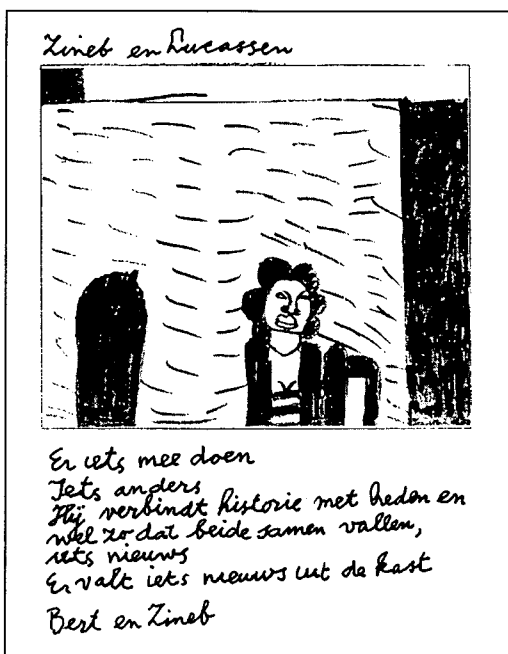 Zineb en Lucassen
Er iets mee doen
Iets anders
Hij verbindt historie met heden en
wel zo dat beide samen vallen,
iets nieuws
Er valt iets nieuws uit de kast
Bert en Zineb